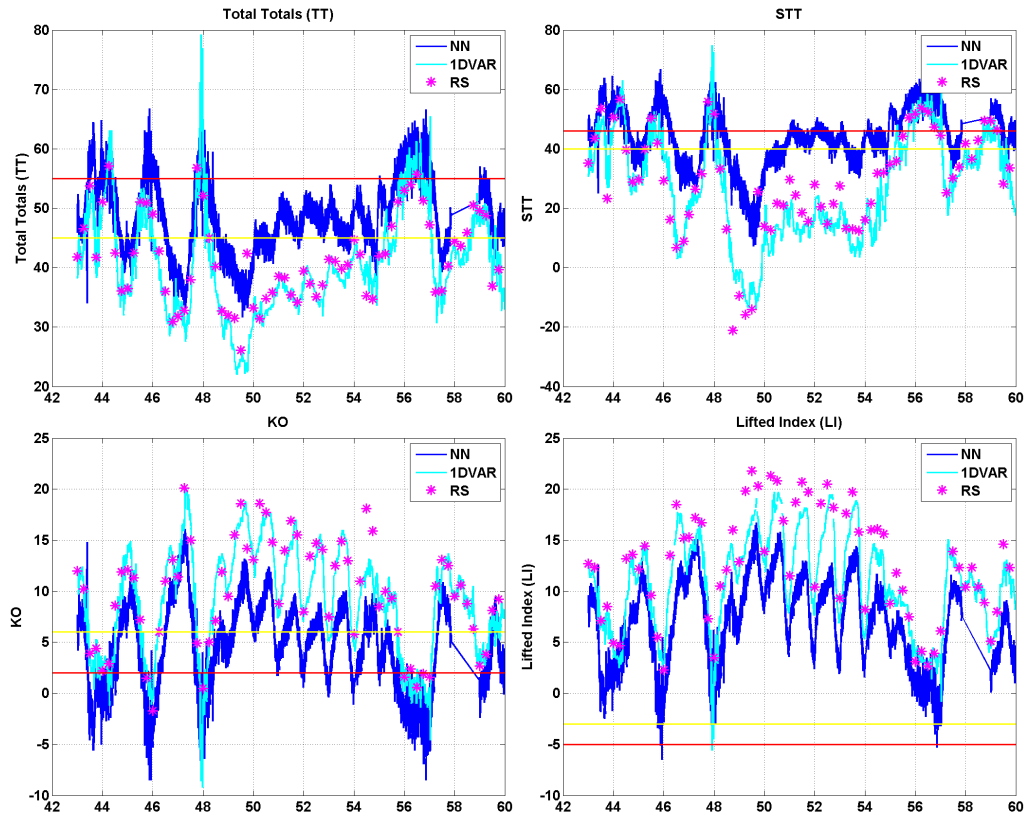 Total Totals (TT)
80
70
60
50
40
30
20
Total Totals (TT)
NN
1DVAR
RS
42 44 46 48 50 52 54 56 58 60
STT
80
60
40
20
0
-20
-40
STT
NN
1DVAR
RS
42 44 46 48 50 52 54 56 58 60
KO
25
20
15
10
5
0
-5
-10
KO
NN
1DVAR
RS
42 44 46 48 50 52 54 56 58 60
Lifted Index (LI)
25
20
15
10
5
0
-5
-10
Lifted Index (LI)
NN
1DVAR
RS
42 44 46 48 50 52 54 56 58 60